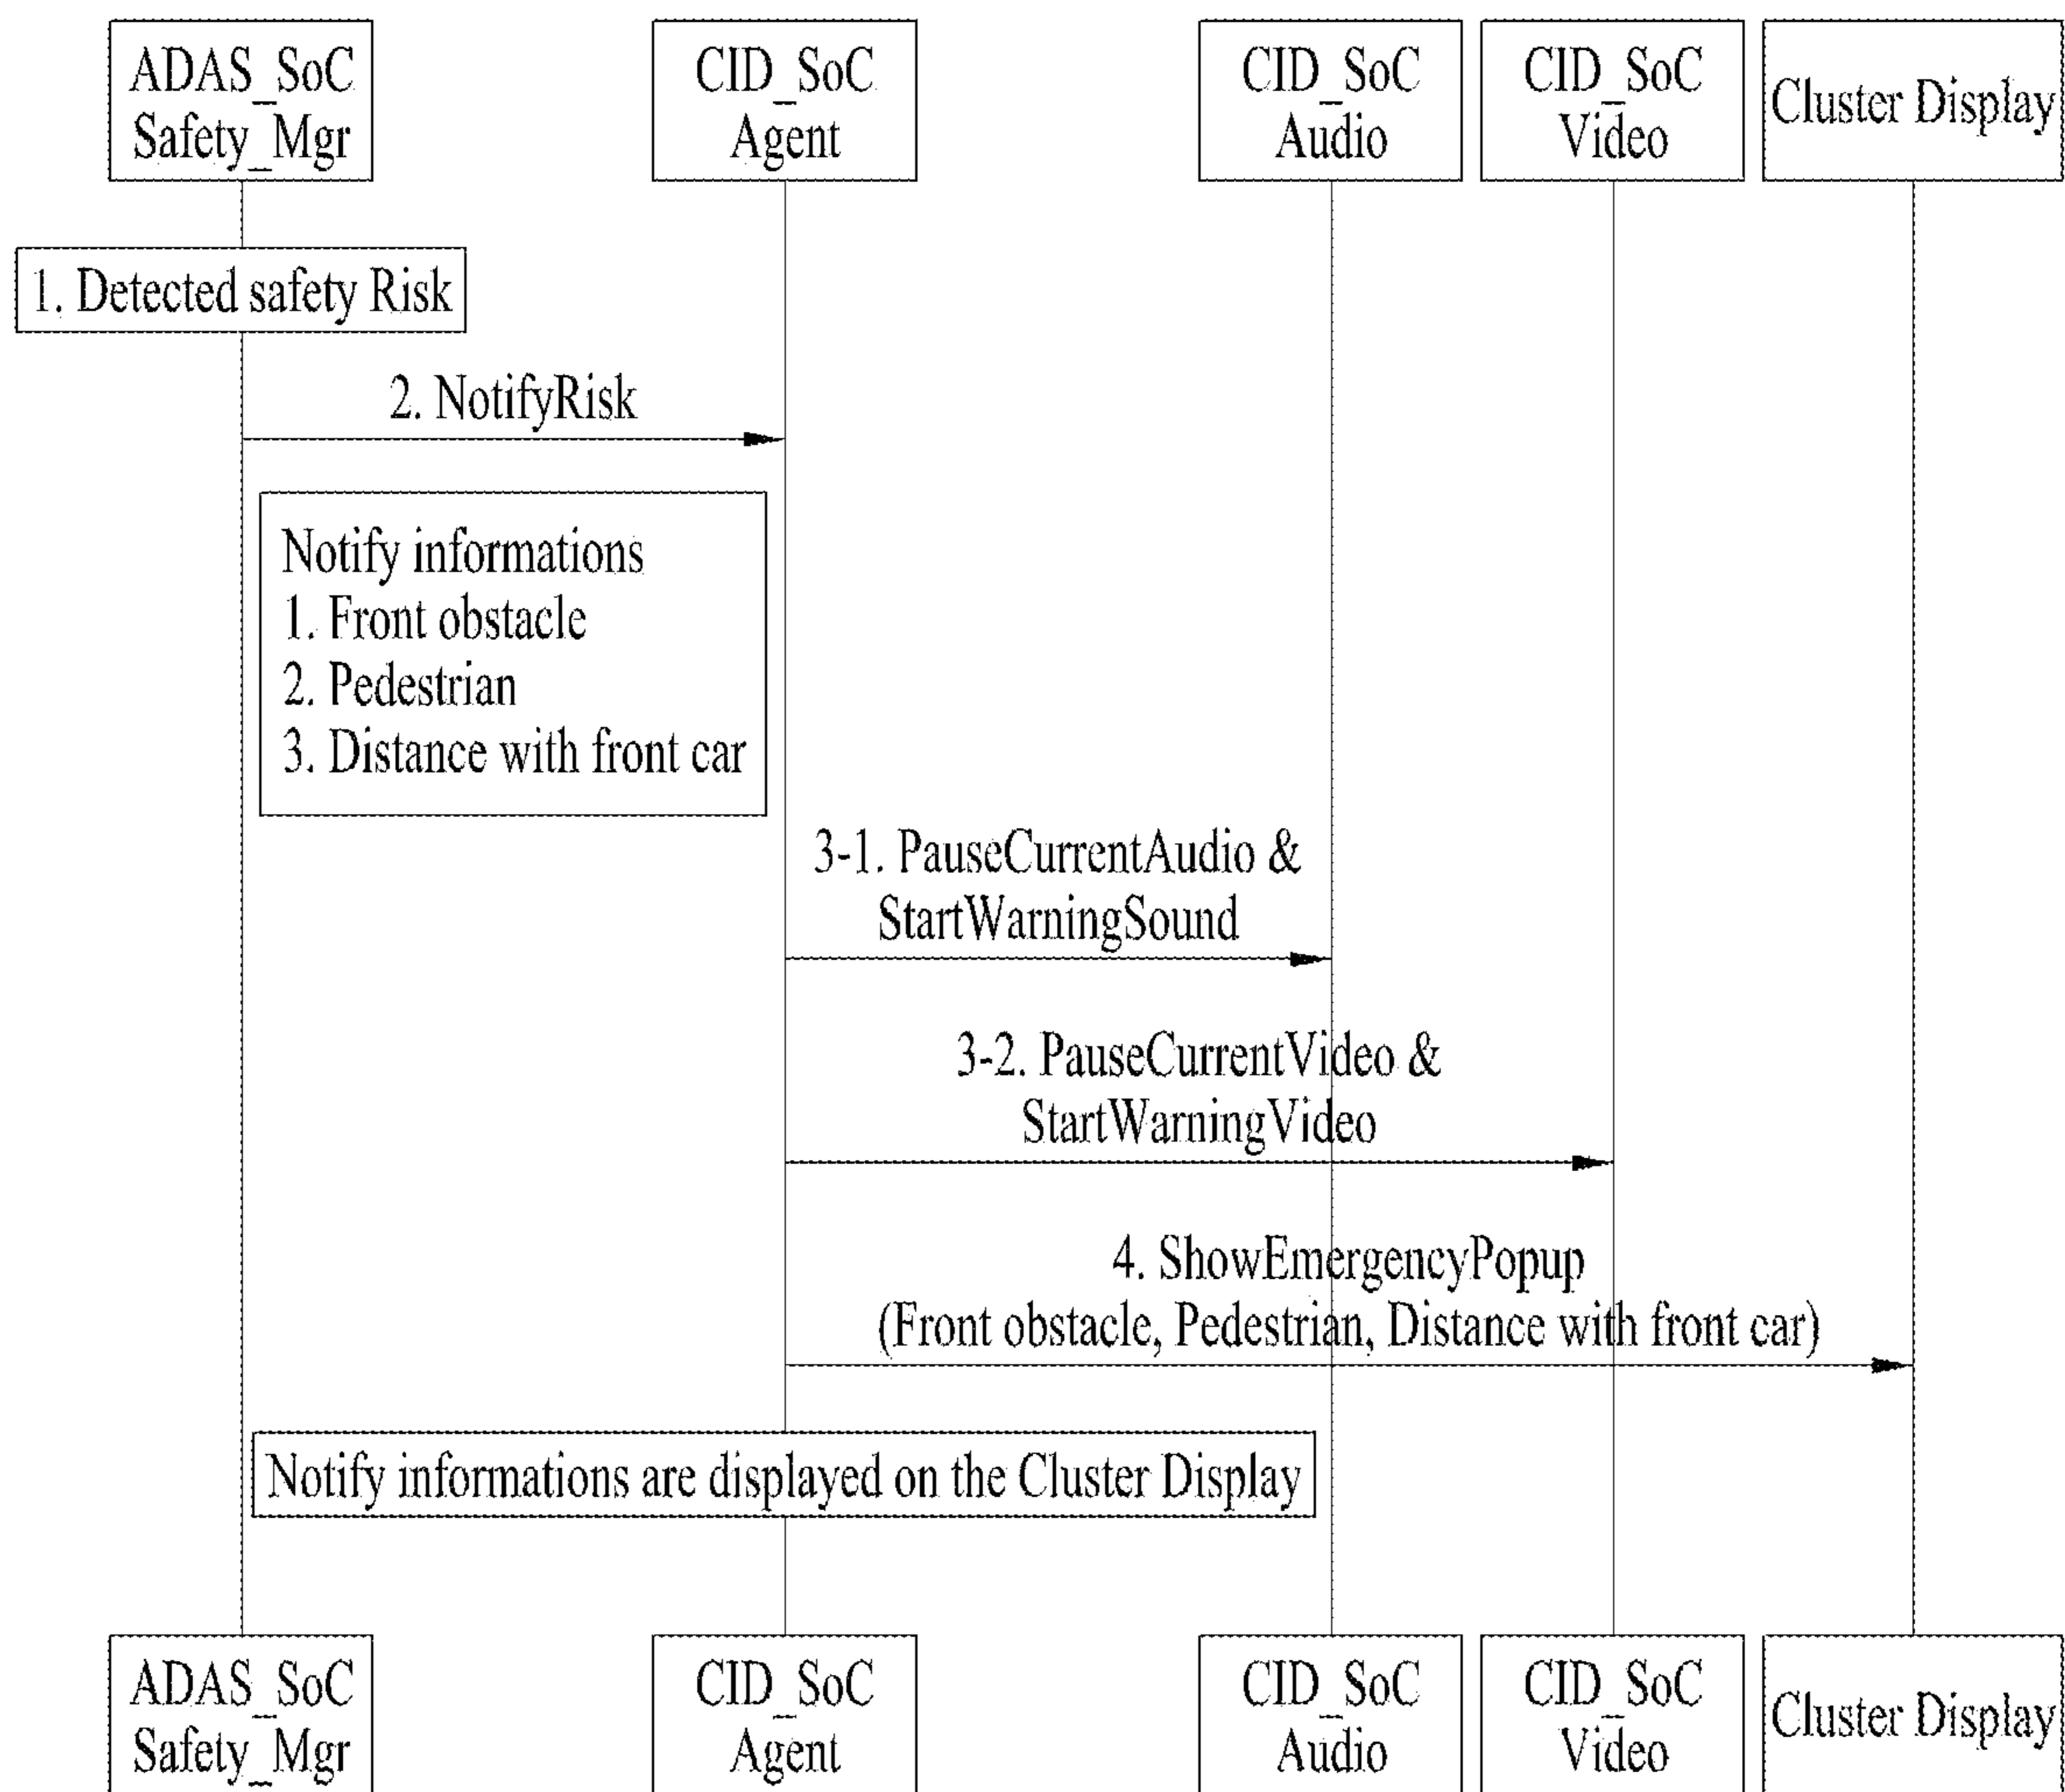 ADAS_SoC
Safety_Mgr
CID_SoC
Agent
CID_SoC
Audio
CID_SoC
Video
Cluster Display
1. Detected safety Risk
2. NotifyRisk
Notify informations
1. Front obstacle
2. Pedestrian
3. Distance with front car
3-1. PauseCurrentAudio &
StartWarningSound
3-2. PauseCurrentVideo &
StartWarningVideo
4. ShowEmergencyPopup
(Front obstacle, Pedestrian, Distance with front car)
Notify informations are displayed on the Cluster Display
ADAS_SoC
Safety_Mgr
CID_SoC
Agent
CID_SoC
Audio
CID_SoC
Video
Cluster Display